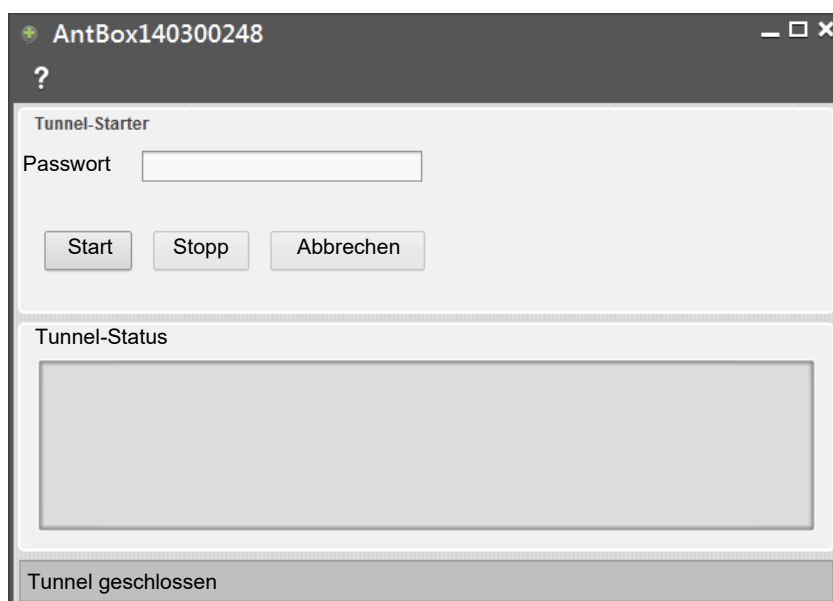 AntBox140300248
?
Tunnel-Starter
Passwort
Start Stopp Abbrechen
Tunnel-Status
Tunnel geschlossen